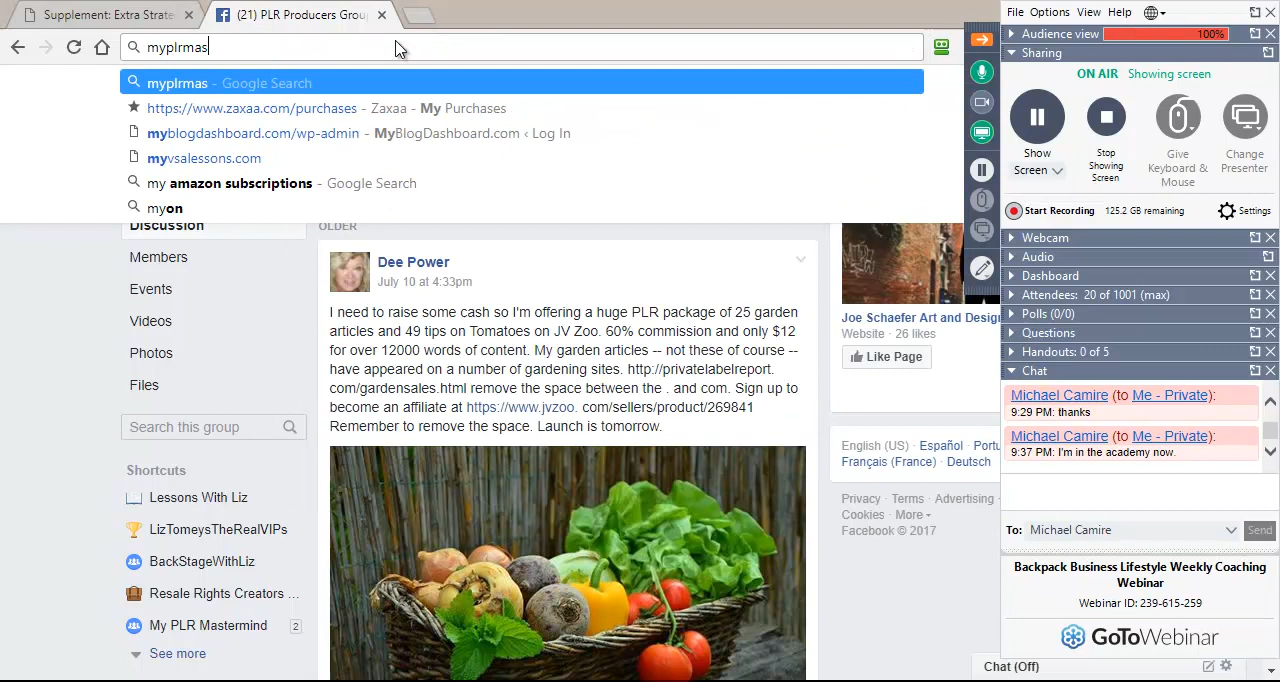 Supplement: Extra Strate
(21) PLR Producers Grou
myplrmas
myplrmas - Google Search
https://www.zaxaa.com/purchases - Zaxaa - My Purchases
myblogdashboard.com/wp-admin - MyBlogDashboard.com ‹ Log In
myvsalessons.com
my amazon subscriptions - Google Search
myon
Discussion
Members
Events
Videos
Photos
Files
Search this group
Shortcuts
Lessons With Liz
LizTomeysTheRealVIPs
BackStageWithLiz
Resale Rights Creators ...
My PLR Mastermind 2
See more
OLDER
Dee Power
July 10 at 4:33pm
I need to raise some cash so I'm offering a huge PLR package of 25 garden
articles and 49 tips on Tomatoes on JV Zoo. 60% commission and only $12
for over 12000 words of content. My garden articles -- not these of course --
have appeared on a number of gardening sites. http://privatelabelreport.
com/gardensales.html remove the space between the . and com. Sign up to
become an affiliate at https://www.jvzoo. com/sellers/product/269841
Remember to remove the space. Launch is tomorrow.
Joe Schaefer Art and Design
Website · 26 likes
Like Page
English (US) · Español · Portu
Français (France) · Deutsch
Privacy · Terms · Advertising ·
Cookies · More
Facebook © 2017
Chat (Off)
File Options View Help
Audience view 100%
Sharing
ON AIR Showing screen
Show
Screen
Stop
Showing
Screen
Give
Keyboard &
Mouse
Change
Presenter
Start Recording 125.2 GB remaining Settings
Webcam
Audio
Dashboard
Attendees: 20 of 1001 (max)
Polls (0/0)
Questions
Handouts: 0 of 5
Chat
Michael Camire (to Me - Private):
9:29 PM: thanks
Michael Camire (to Me - Private):
9:37 PM: I'm in the academy now.
To: Michael Camire Send
Backpack Business Lifestyle Weekly Coaching
Webinar
Webinar ID: 239-615-259
GoToWebinar